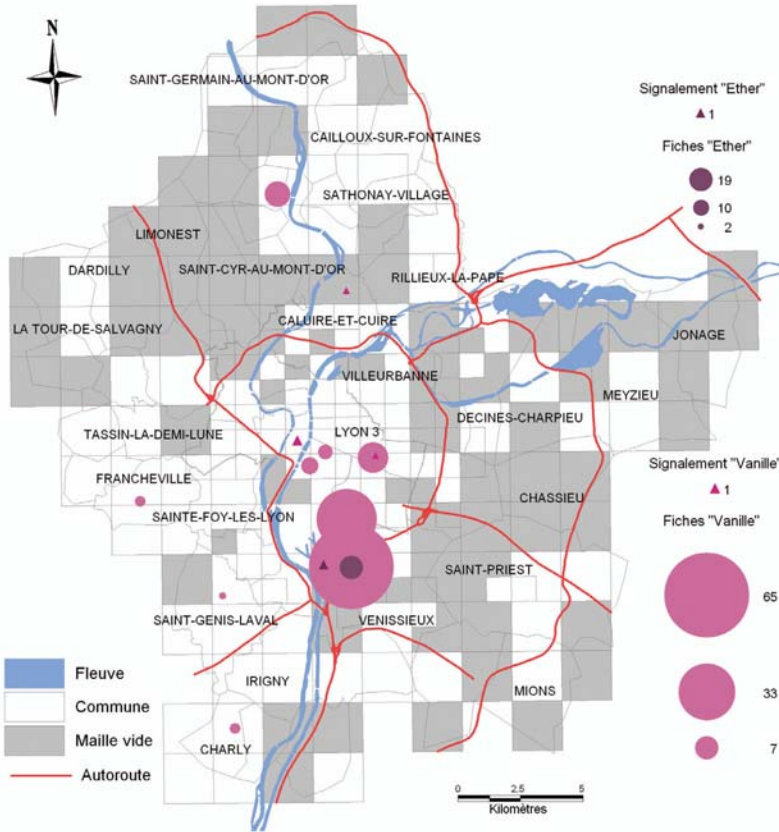 N
SAINT-GERMAIN-AU-MONT-D'OR
CAILLOUX-SUR-FONTAINES
SATHONAY-VILLAGE
LIMONEST
DARDILLY
SAINT-CYR-AU-MONT-D'OR
RILLIEUX-LA-PAPE
LA TOUR-DE-SALVAGNY
CALUIRE-ET-CUIRE
JONAGE
VILLEURBANNE
MEYZIEU
DECINES-CHARPIEU
TASSIN-LA-DEMI-LUNE
LYON 3
FRANCHEVILLE
CHASSIEU
SAINTE-FOY-LES-LYON
SAINT-PRIEST
SAINT-GENIS-LAVAL
VENISSIEUX
IRIGNY
MIONS
CHARLY
Signalement "Ether"
1
Fiches "Ether"
19
10
2
Signalement "Vanille"
1
Fiches "Vanille"
65
33
7
Fleuve
Commune
Maille vide
Autoroute
0 2.5 5
Kilomètres